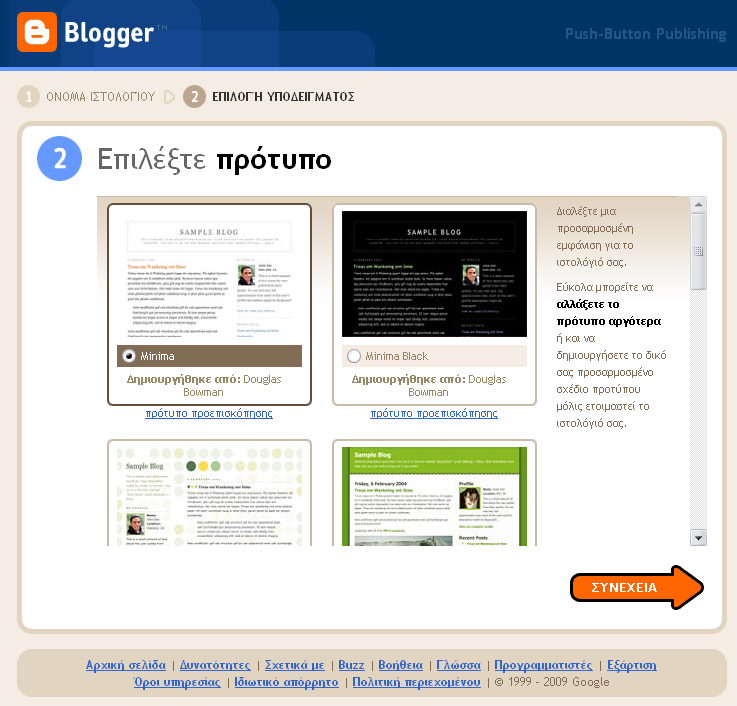 Blogger™
Push-Button Publishing
1 ΟΝΟΜΑ ΙΣΤΟΛΟΓΙΟΥ 2 ΕΠΙΛΟΓΉ ΥΠΟΔΕΙΓΜΑΤΟΣ
2 Επιλέξτε πρότυπο
SAMPLE BLOG
Minima
Δημιουργήθηκε από: Douglas
Bowman
πρότυπο προεπισκόπησης
SAMPLE BLOG
Minima Black
Δημιουργήθηκε από: Douglas
Bowman
πρότυπο προεπισκόπησης
Διαλέξτε μια
προσαρμοσμένη
εμφάνιση για το
ιστολόγιό σας.
Εύκολα μπορείτε να
αλλάξετε το
πρότυπο αργότερα
ή και να
δημιουργήσετε το δικό
σας προσαρμοσμένο
σχέδιο προτύπου
μόλις ετοιμαστεί το
ιστολόγιό σας.
Sample Blog
Sample Blog
Friday, 6 February 2004
Profile
Recent Posts
ΣΥΝΕΧΕΙΑ
Αρχική σελίδα | Δυνατότητες | Σχετικά με | Buzz | Βοήθεια | Γλώσσα | Προγραμματιστές | Εξάρτιση
Όροι υπηρεσίας | Ιδιωτικό απόρρητο | Πολιτική περιεχομένου | © 1999 - 2009 Google